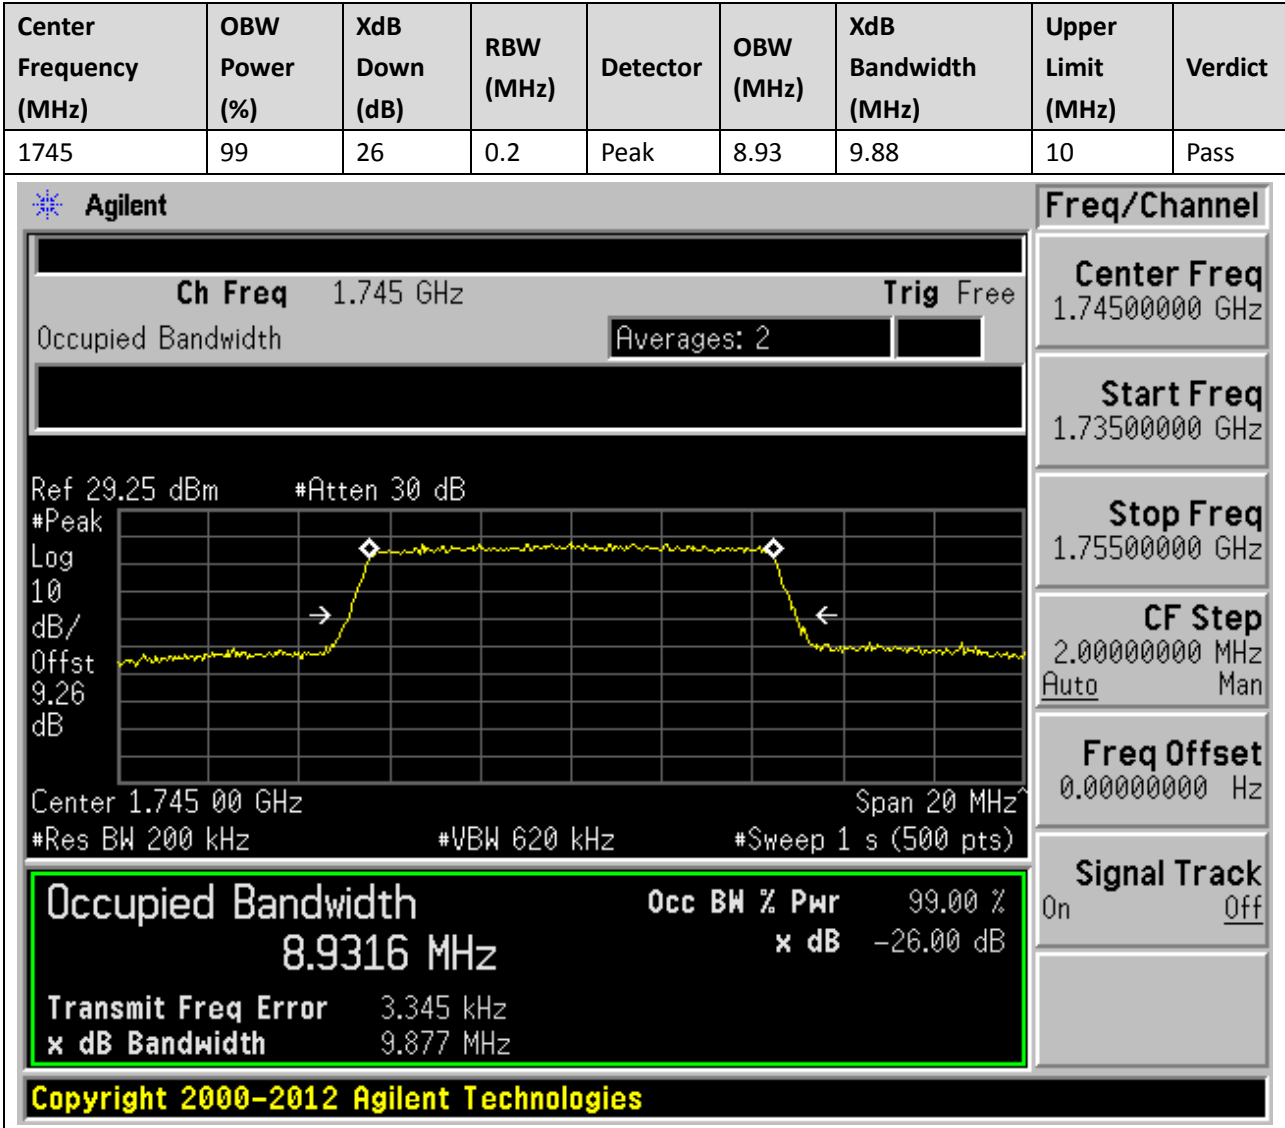 Center Frequency (MHz) OBW Power (%) XdB Down (dB) RBW (MHz) Detector OBW (MHz) XdB Bandwidth (MHz) Upper Limit (MHz) Verdict
1745 99 26 0.2 Peak 8.93 9.88 10 Pass
Agilent
Freq/Channel
Ch Freq 1.745 GHz Trig Free
Occupied Bandwidth Averages: 2
Center Freq
1.74500000 GHz
Start Freq
1.73500000 GHz
Stop Freq
1.75500000 GHz
CF Step
2.00000000 MHz
Auto Man
Freq Offset
0.00000000 Hz
Signal Track
On Off
Ref 29.25 dBm #Atten 30 dB
#Peak
Log
10
dB/
Offst
9.26
dB
Center 1.745 00 GHz Span 20 MHz^
#Res BW 200 kHz #VBW 620 kHz #Sweep 1 s (500 pts)
Occupied Bandwidth Occ BW % Pwr 99.00 %
8.9316 MHz x dB -26.00 dB
Transmit Freq Error 3.345 kHz
x dB Bandwidth 9.877 MHz
Copyright 2000-2012 Agilent Technologies